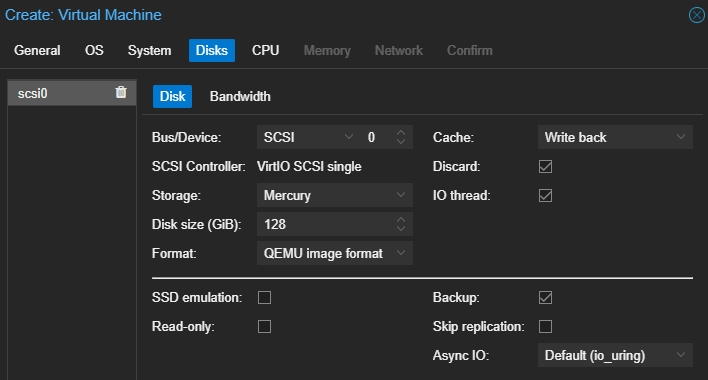 Create: Virtual Machine
General OS System Disks CPU Memory Network Confirm
scsi0
Disk Bandwidth
Bus/Device: SCSI 0 Cache: Write back
SCSI Controller: VirtIO SCSI single Discard:
Storage: Mercury IO thread:
Disk size (GiB): 128
Format: QEMU image format
SSD emulation: Backup:
Read-only: Skip replication:
Async IO: Default (io_uring)